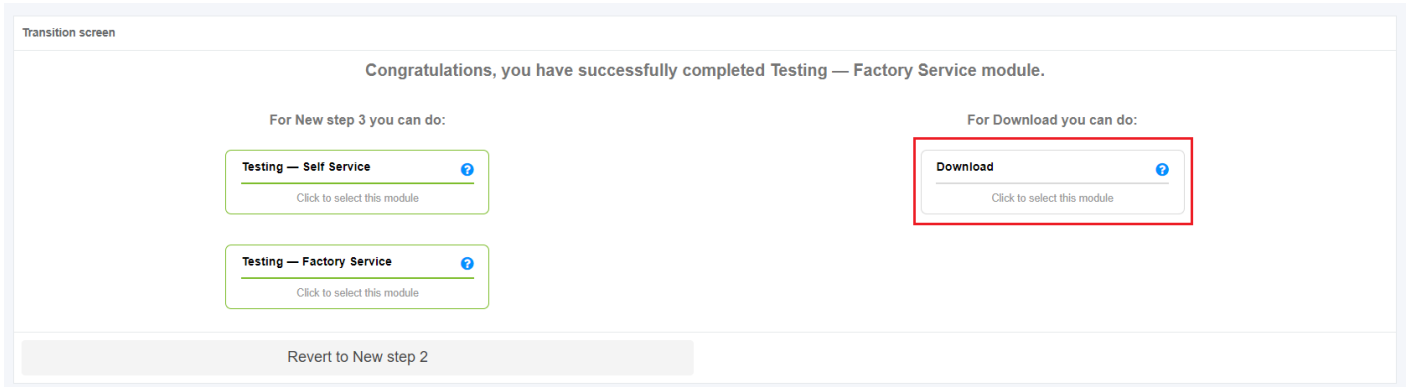 Transition screen
Congratulations, you have successfully completed Testing — Factory Service module.
For New step 3 you can do:
Testing — Self Service
Click to select this module
Testing — Factory Service
Click to select this module
For Download you can do:
Download
Click to select this module
Revert to New step 2